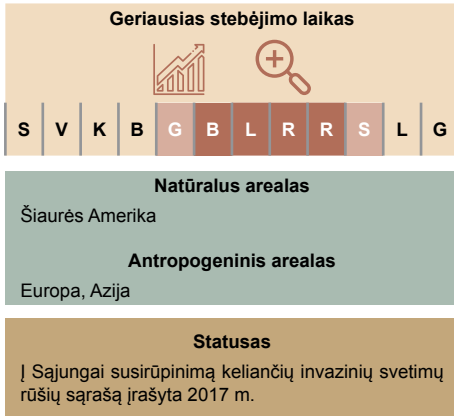 Geriausias stebėjimo laikas
S V K B G B L R R S L G
Natūralus arealas
Šiaurės Amerika
Antropogeninis arealas
Europa, Azija
Statusas
Į Sąjungai susirūpinimą keliančių invazinių svetimų
rūšių sąrašą įrašyta 2017 m.